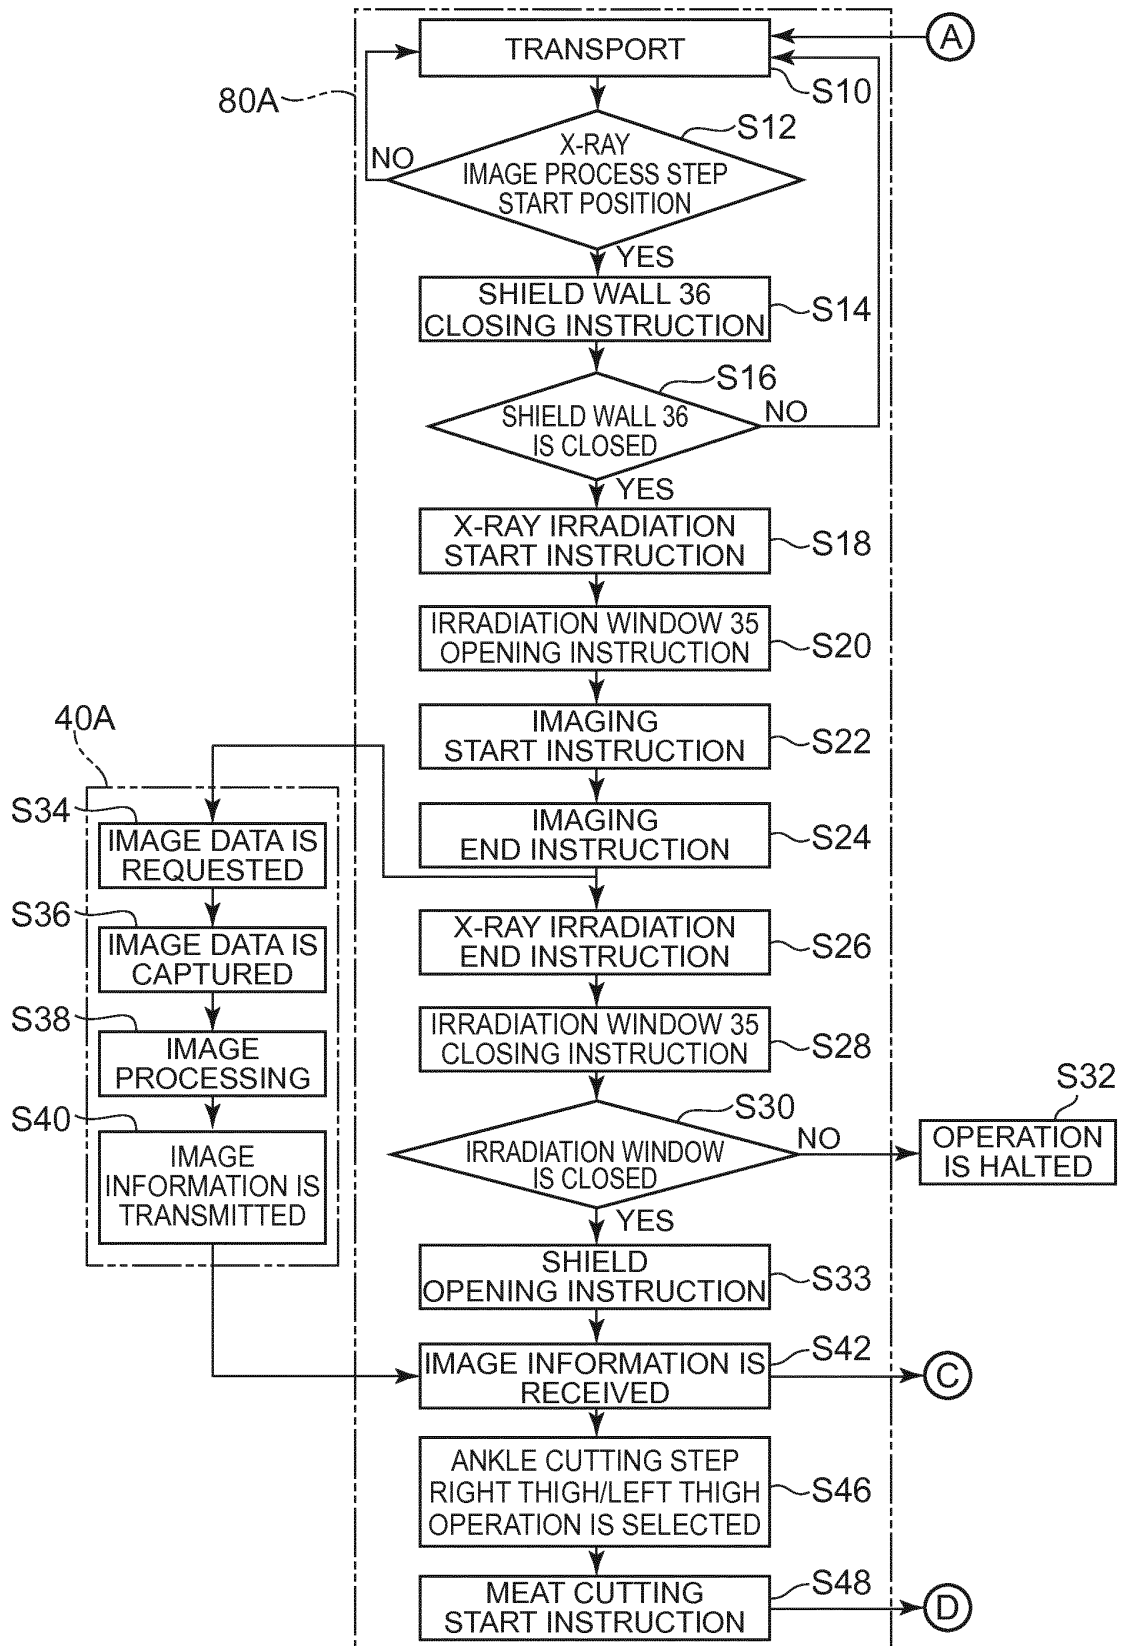 TRANSPORT
A
S10
80A
S12
X-RAY
IMAGE PROCESS STEP
START POSITION
NO
YES
SHIELD WALL 36
CLOSING INSTRUCTION
S14
S16
SHIELD WALL 36
IS CLOSED
NO
YES
X-RAY IRRADIATION
START INSTRUCTION
S18
IRRADIATION WINDOW 35
OPENING INSTRUCTION
S20
IMAGING
START INSTRUCTION
S22
IMAGING
END INSTRUCTION
S24
40A
S34
IMAGE DATA IS
REQUESTED
S36
IMAGE DATA IS
CAPTURED
S38
IMAGE
PROCESSING
S40
IMAGE
INFORMATION IS
TRANSMITTED
X-RAY IRRADIATION
END INSTRUCTION
S26
IRRADIATION WINDOW 35
CLOSING INSTRUCTION
S28
S30
IRRADIATION WINDOW
IS CLOSED
NO
S32
OPERATION
IS HALTED
YES
SHIELD
OPENING INSTRUCTION
S33
IMAGE INFORMATION IS
RECEIVED
S42
C
ANKLE CUTTING STEP
RIGHT THIGH/LEFT THIGH
OPERATION IS SELECTED
S46
MEAT CUTTING
START INSTRUCTION
S48
D